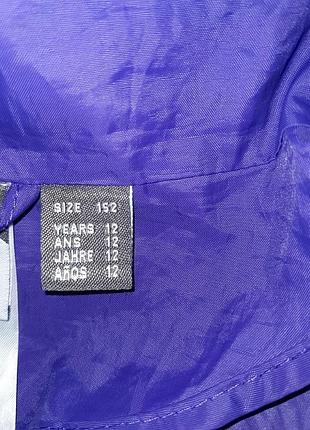 SIZE 152
YEARS 12
ANS 12
JAHRE 12
AÑOS 12